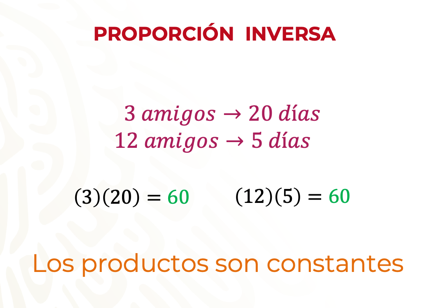 PROPORCIÓN INVERSA
3 amigos → 20 días
12 amigos → 5 días
(3)(20) = 60 (12)(5) = 60
Los productos son constantes